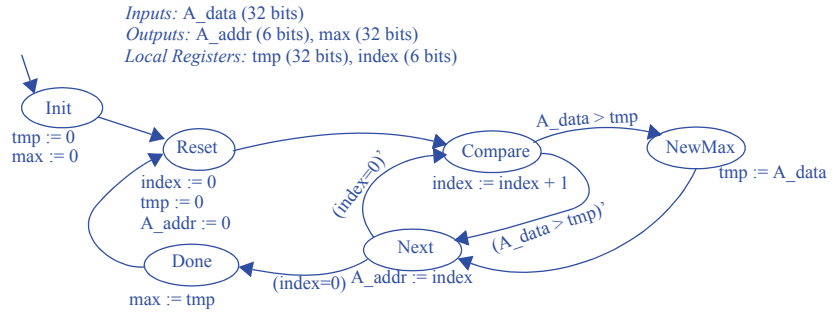 Inputs: A_data (32 bits)
Outputs: A_addr (6 bits), max (32 bits)
Local Registers: tmp (32 bits), index (6 bits)
Init
tmp := 0
max := 0
Reset
index := 0
tmp := 0
A_addr := 0
Compare
index := index + 1
A_data > tmp
NewMax
tmp := A_data
(index=0)’
(A_data > tmp)’
Next
A_addr := index
(index=0)
Done
max := tmp